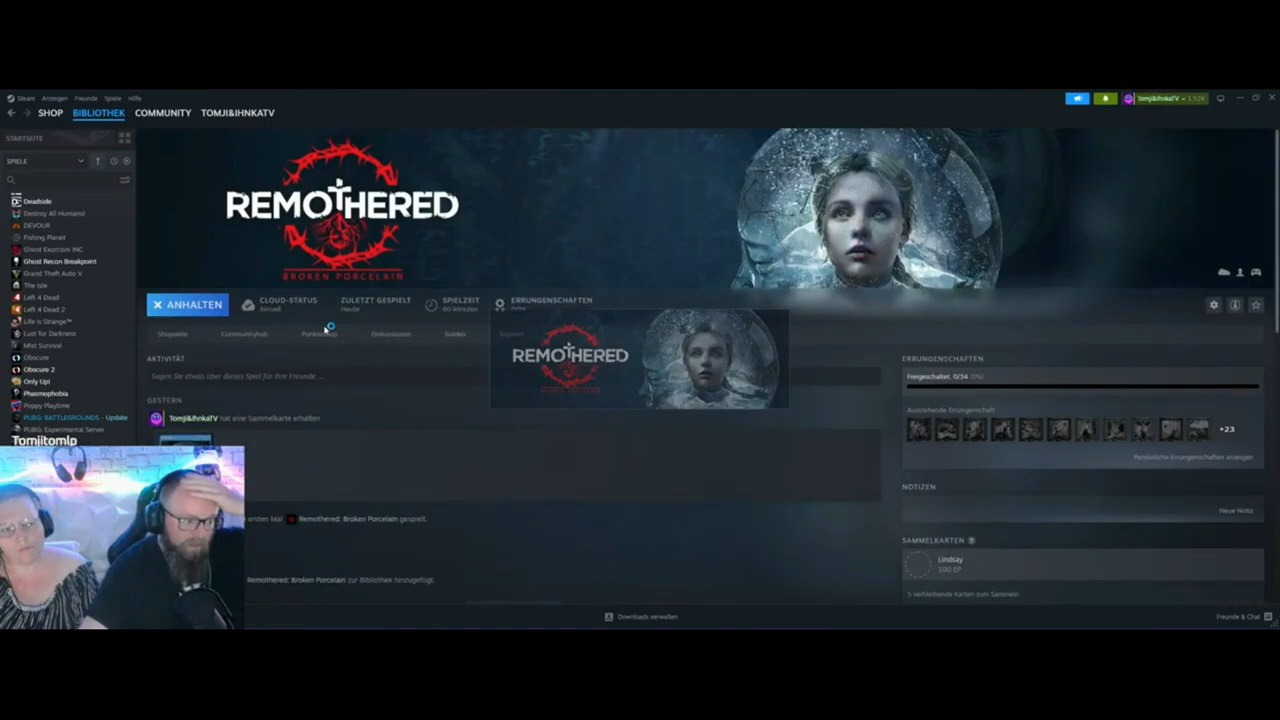 Steam Anzeigen Freunde Spiele Hilfe
SHOP BIBLIOTHEK COMMUNITY TOMJI&IHNKATV
Tomji&IhnkaTV
STARTSEITE
SPIELE
Deadside
Destroy All Humans!
DEVOUR
Fishing Planet
Ghost Exorcism INC
Ghost Recon Breakpoint
Grand Theft Auto V
The Isle
Left 4 Dead
Left 4 Dead 2
Life is Strange™
Lust for Darkness
Mist Survival
Obscure
Obscure 2
Only Up!
Phasmophobia
Poppy Playtime
PUBG: BATTLEGROUNDS - Update
PUBG: Experimental Server
Tomjitomlp
REMOTHERED
BROKEN PORCELAIN
ANHALTEN
CLOUD-STATUS
Aktuell
ZULETZT GESPIELT
Heute
SPIELZEIT
60 Minuten
ERRUNGENSCHAFTEN
Shopseite Communityhub Diskussionen Guides Support
REMOTHERED
AKTIVITÄT
Sagen Sie etwas über dieses Spiel für Ihre Freunde ...
GESTERN
Tomji&IhnkaTV hat eine Sammelkarte erhalten
ersten Mal Remothered: Broken Porcelain gespielt.
Remothered: Broken Porcelain zur Bibliothek hinzugefügt.
ERRUNGENSCHAFTEN
Freigeschaltet: 0/34 (0%)
Ausstehende Errungenschaft
+23
Persönliche Errungenschaften anzeigen
NOTIZEN
Neue Notiz
SAMMELKARTEN ?
Lindsay
100 EP
5 verbleibende Karten zum Sammeln
Downloads verwalten
Freunde & Chat